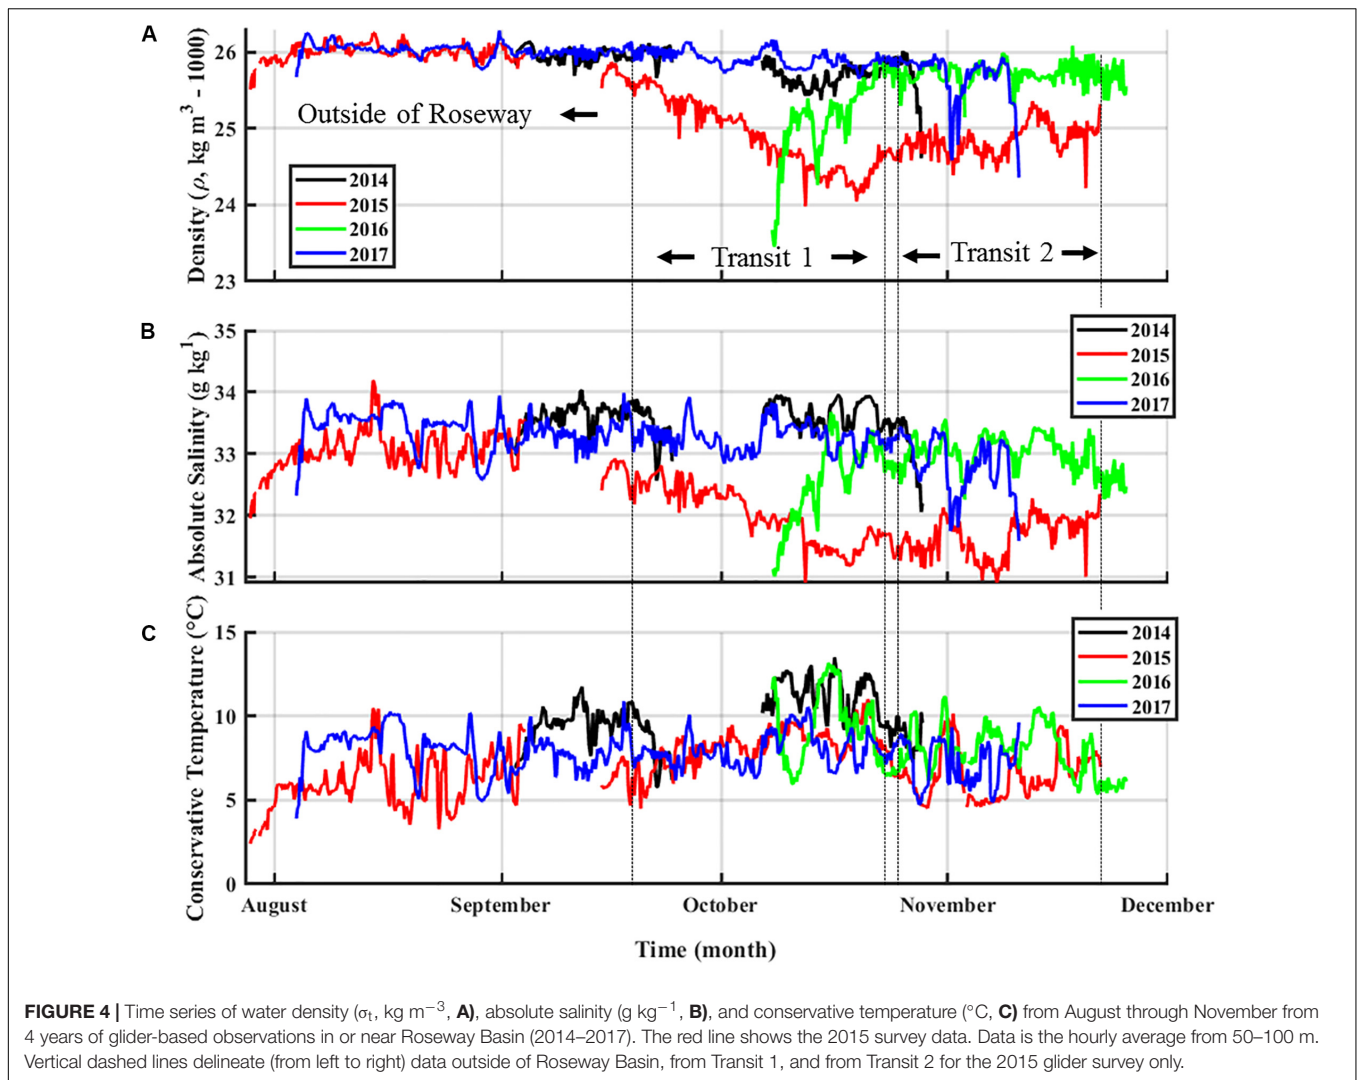 A
Density (ρ, kg m³ - 1000)
26
25
24
23
Outside of Roseway
2014
2015
2016
2017
Transit 1
Transit 2
B
Absolute Salinity (g kg¹)
35
34
33
32
31
2014
2015
2016
2017
C
Conservative Temperature (°C)
15
10
5
0
2014
2015
2016
2017
August September October November December
Time (month)
FIGURE 4 | Time series of water density (σt, kg m−3, A), absolute salinity (g kg−1, B), and conservative temperature (°C, C) from August through November from
4 years of glider-based observations in or near Roseway Basin (2014–2017). The red line shows the 2015 survey data. Data is the hourly average from 50–100 m.
Vertical dashed lines delineate (from left to right) data outside of Roseway Basin, from Transit 1, and from Transit 2 for the 2015 glider survey only.